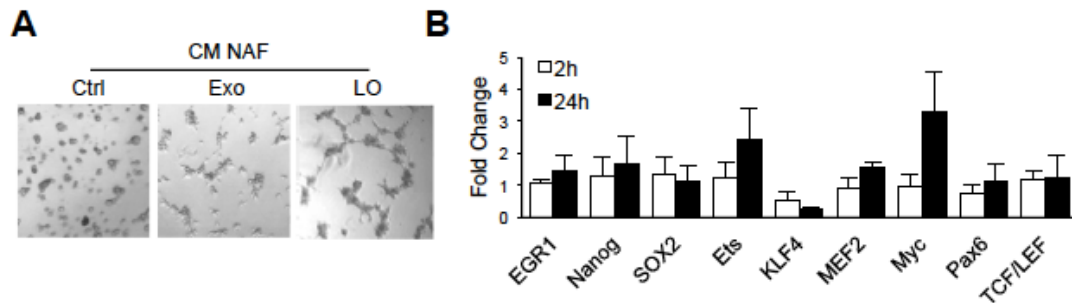 A
CM NAF
Ctrl Exo LO
B
Fold Change
5
4
3
2
1
0
2h
24h
EGR1 Nanog SOX2 Ets KLF4 MEF2 Myc Pax6 TCF/LEF